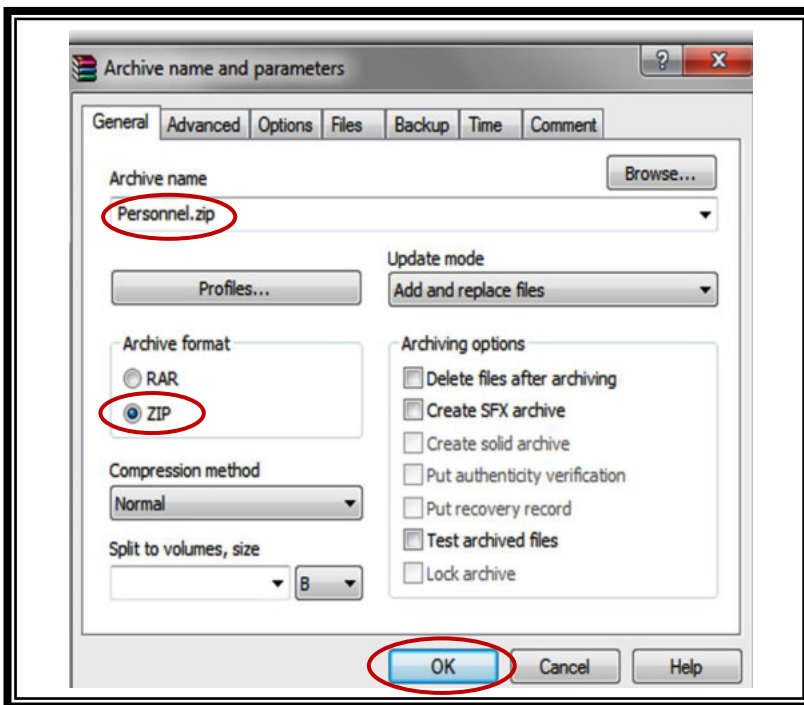 Archive name and parameters
General Advanced Options Files Backup Time Comment
Archive name
Browse...
Personnel.zip
Update mode
Profiles...
Add and replace files
Archive format
Archiving options
RAR
Delete files after archiving
ZIP
Create SFX archive
Create solid archive
Compression method
Put authenticity verification
Normal
Put recovery record
Split to volumes, size
Test archived files
B
Lock archive
OK Cancel Help